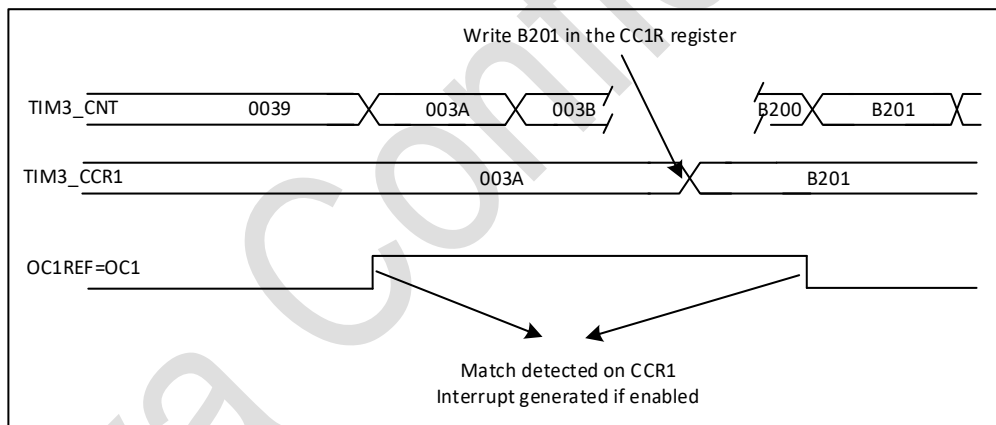 Write B201 in the CC1R register
TIM3_CNT 0039 003A 003B B200 B201
TIM3_CCR1 003A B201
OC1REF=OC1
Match detected on CCR1
Interrupt generated if enabled